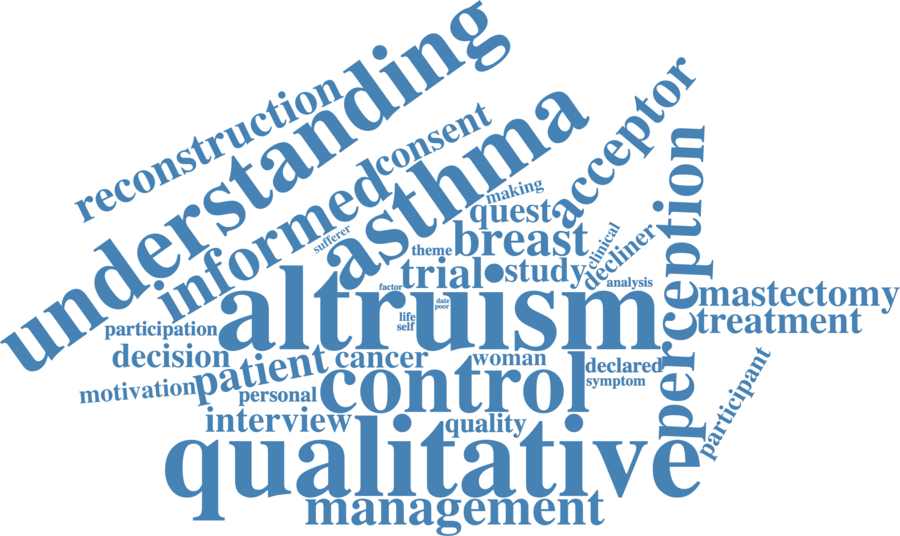 understanding
reconstruction
informed
consent
asthma
acceptor
perception
making
quest
breast
sufferer
theme
trial
study
clinical
decliner
analysis
factor
date
poor
altruism
life
self
mastectomy
treatment
participation
decision
patient
cancer
woman
declared
symptom
motivation
personal
control
participant
interview
quality
qualitative
management